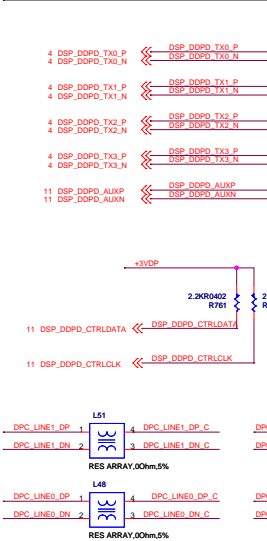 4 DSP_DDPD_TX0_P DSP_DDPD_TX0_P
4 DSP_DDPD_TX0_N DSP_DDPD_TX0_N
4 DSP_DDPD_TX1_P DSP_DDPD_TX1_P
4 DSP_DDPD_TX1_N DSP_DDPD_TX1_N
4 DSP_DDPD_TX2_P DSP_DDPD_TX2_P
4 DSP_DDPD_TX2_N DSP_DDPD_TX2_N
4 DSP_DDPD_TX3_P DSP_DDPD_TX3_P
4 DSP_DDPD_TX3_N DSP_DDPD_TX3_N
11 DSP_DDPD_AUXP DSP_DDPD_AUXP
11 DSP_DDPD_AUXN DSP_DDPD_AUXN
+3VDP
2.2KR0402 2
R761 R
11 DSP_DDPD_CTRLDATA DSP_DDPD_CTRLDATA
11 DSP_DDPD_CTRLCLK DSP_DDPD_CTRLCLK
L51
DPC_LINE1_DP 1 4 DPC_LINE1_DP_C
DPC_LINE1_DN 2 3 DPC_LINE1_DN_C
RES ARRAY,0Ohm,5%
L48
DPC_LINE0_DP 1 4 DPC_LINE0_DP_C
DPC_LINE0_DN 2 3 DPC_LINE0_DN_C
RES ARRAY,0Ohm,5%